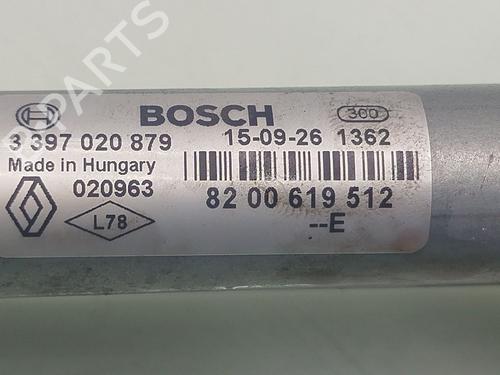 BOSCH 300
3 397 020 879 15-09-26 1362
Made in Hungary
020963 82 00 619 512
L78 --E
PARTS